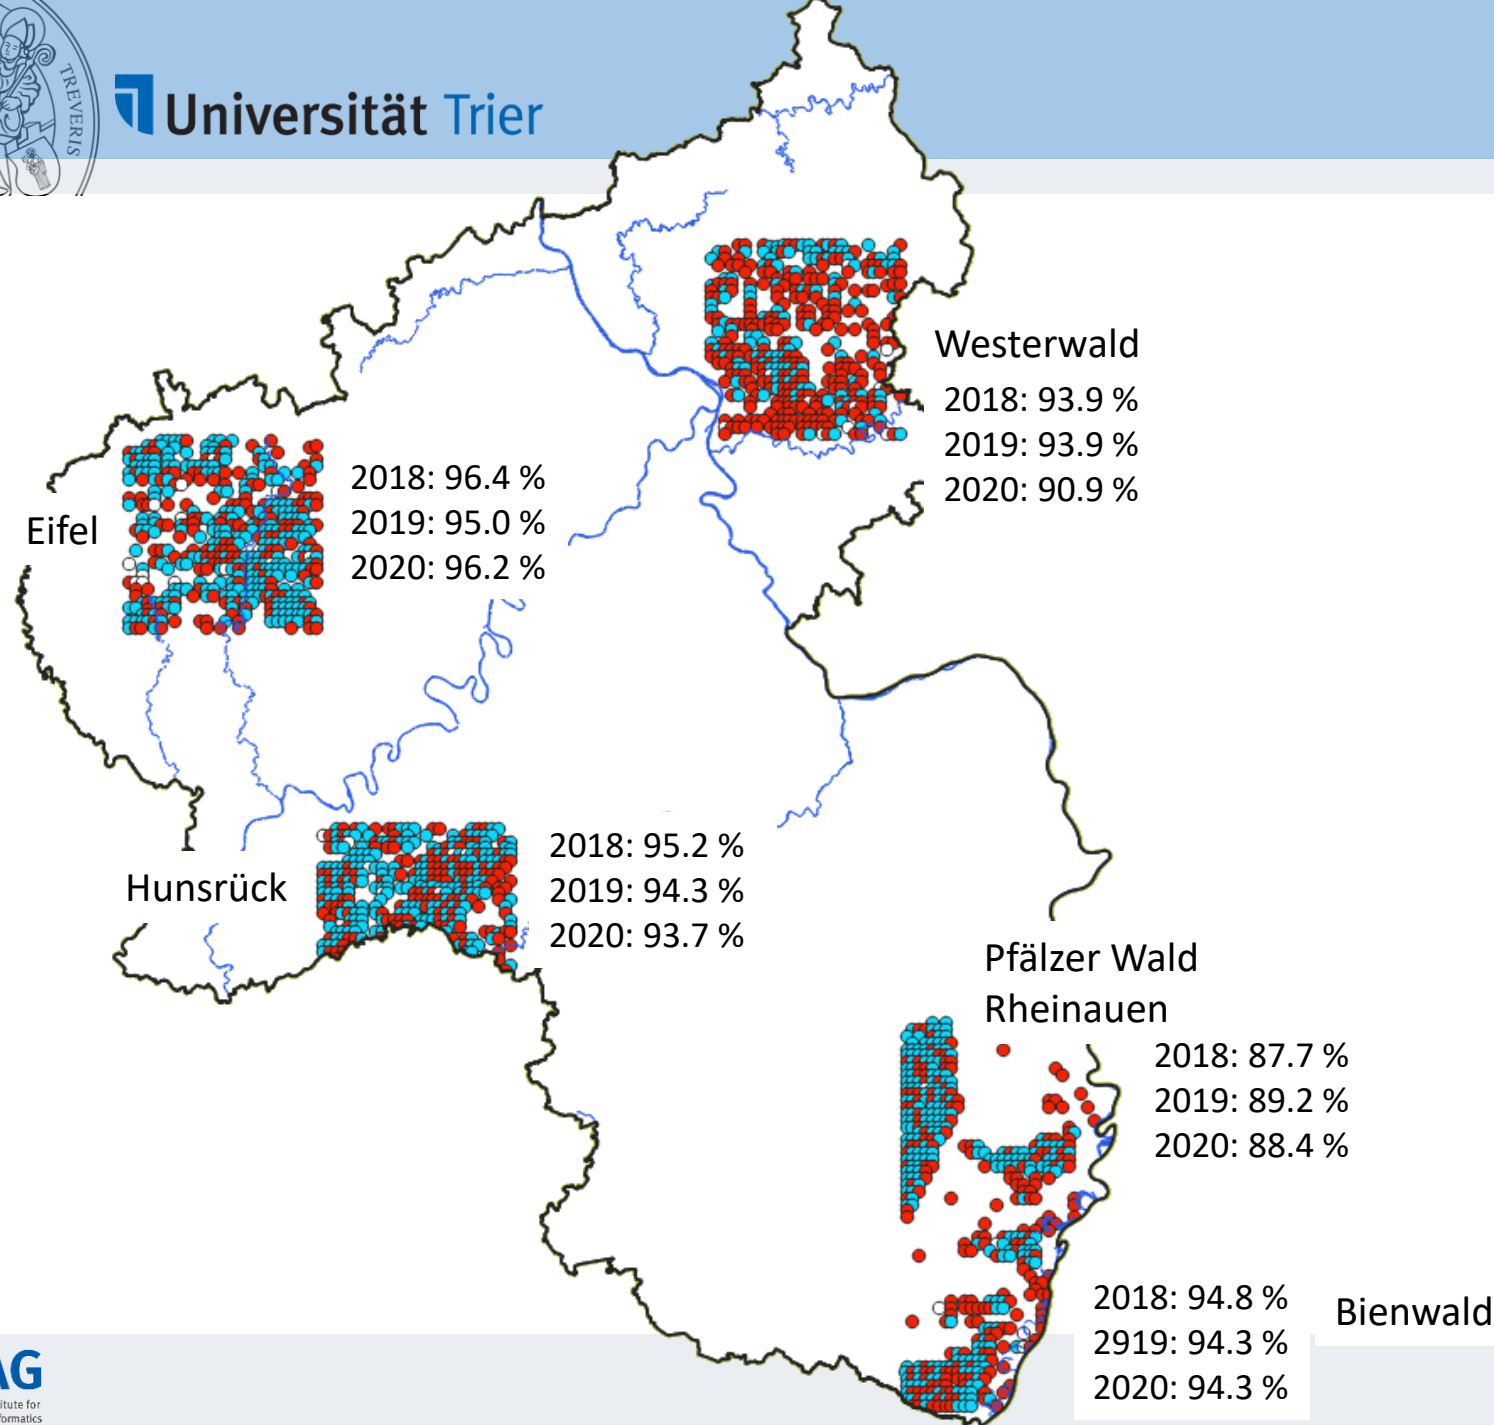 TREVERIS
Universität Trier
Westerwald
2018: 93.9 %
2019: 93.9 %
2020: 90.9 %
Eifel
2018: 96.4 %
2019: 95.0 %
2020: 96.2 %
Hunsrück
2018: 95.2 %
2019: 94.3 %
2020: 93.7 %
Pfälzer Wald
Rheinauen
2018: 87.7 %
2019: 89.2 %
2020: 88.4 %
2018: 94.8 %
2919: 94.3 %
2020: 94.3 %
Bienwald
AG
itute for
formatics